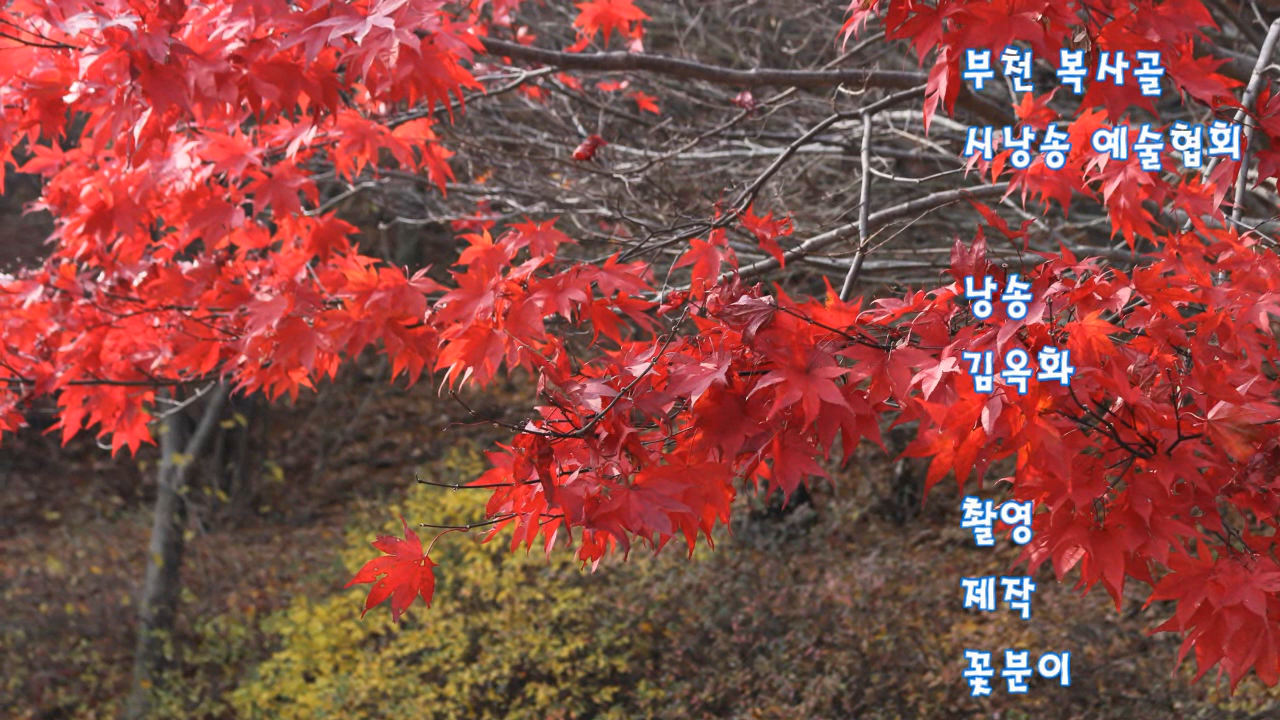 부천 복사골
시낭송 예술협회
낭송
김옥화
촬영
제작
꽃분이